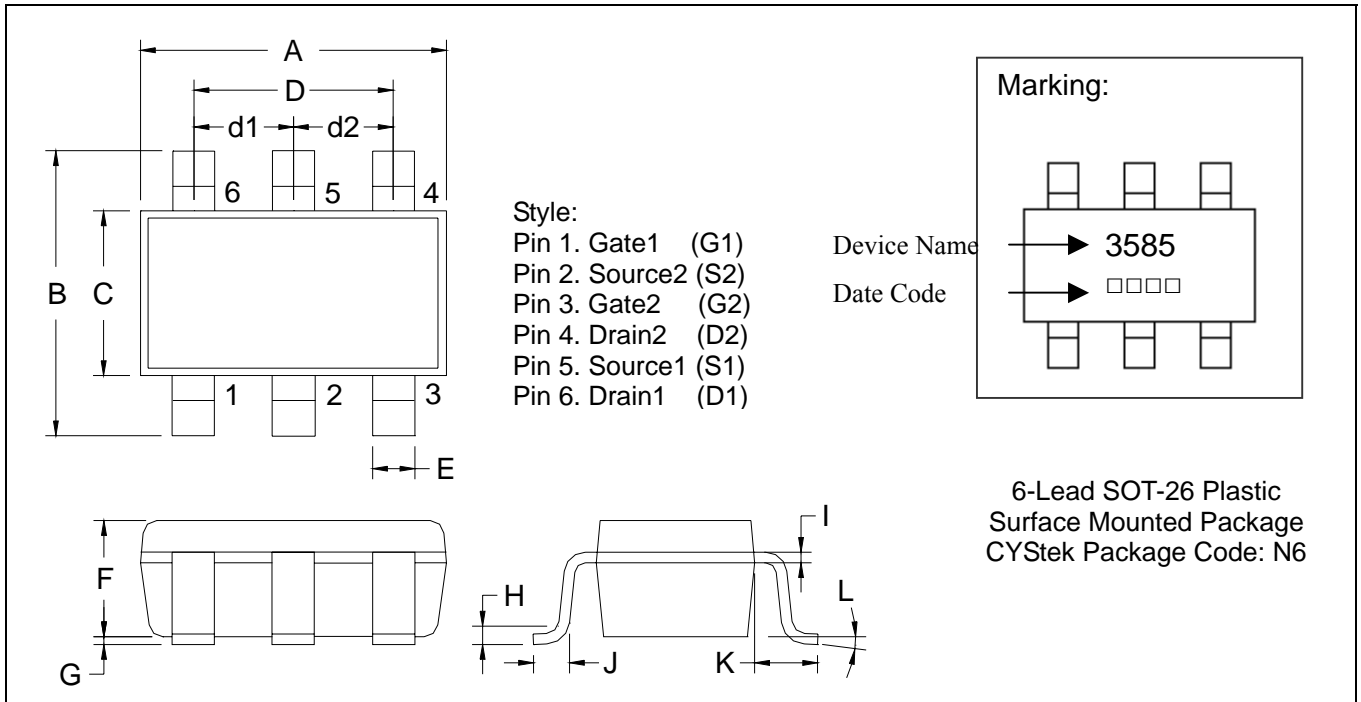 A
D
d1 d2
6 5 4
B C
1 2 3
E
Style:
Pin 1. Gate1 (G1)
Pin 2. Source2 (S2)
Pin 3. Gate2 (G2)
Pin 4. Drain2 (D2)
Pin 5. Source1 (S1)
Pin 6. Drain1 (D1)
Marking:
Device Name 3585
Date Code □□□□
F
G
H
I
J K
L
6-Lead SOT-26 Plastic
Surface Mounted Package
CYStek Package Code: N6